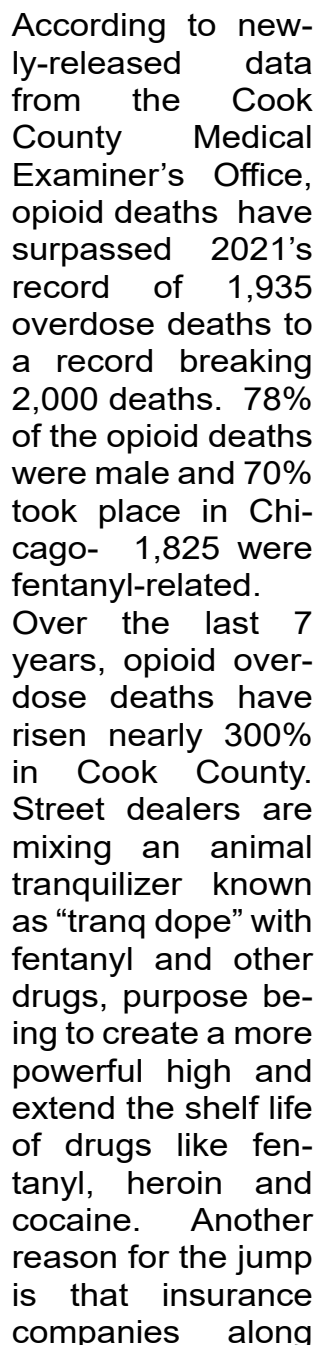 According to new-
ly-released data
from the Cook
County Medical
Examiner’s Office,
opioid deaths have
surpassed 2021’s
record of 1,935
overdose deaths to
a record breaking
2,000 deaths. 78%
of the opioid deaths
were male and 70%
took place in Chi-
cago- 1,825 were
fentanyl-related.
Over the last 7
years, opioid over-
dose deaths have
risen nearly 300%
in Cook County.
Street dealers are
mixing an animal
tranquilizer known
as “tranq dope” with
fentanyl and other
drugs, purpose be-
ing to create a more
powerful high and
extend the shelf life
of drugs like fen-
tanyl, heroin and
cocaine. Another
reason for the jump
is that insurance
companies along